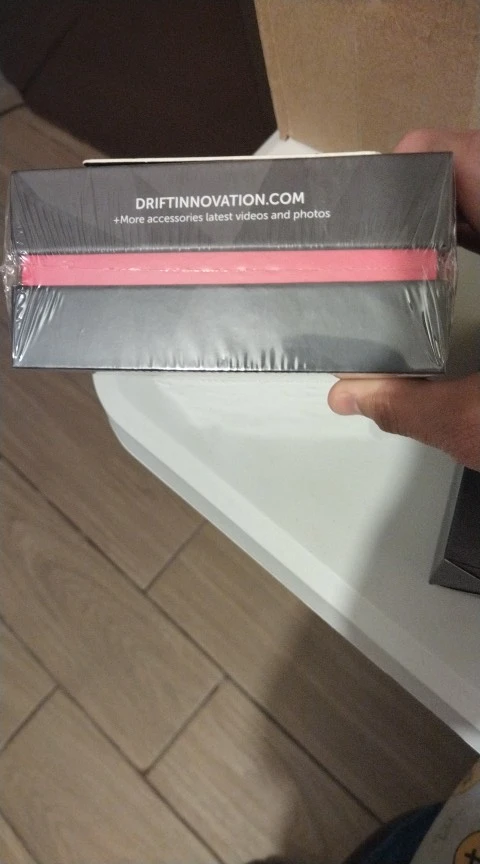 DRIFTINNOVATION.COM
+More accessories latest videos and photos